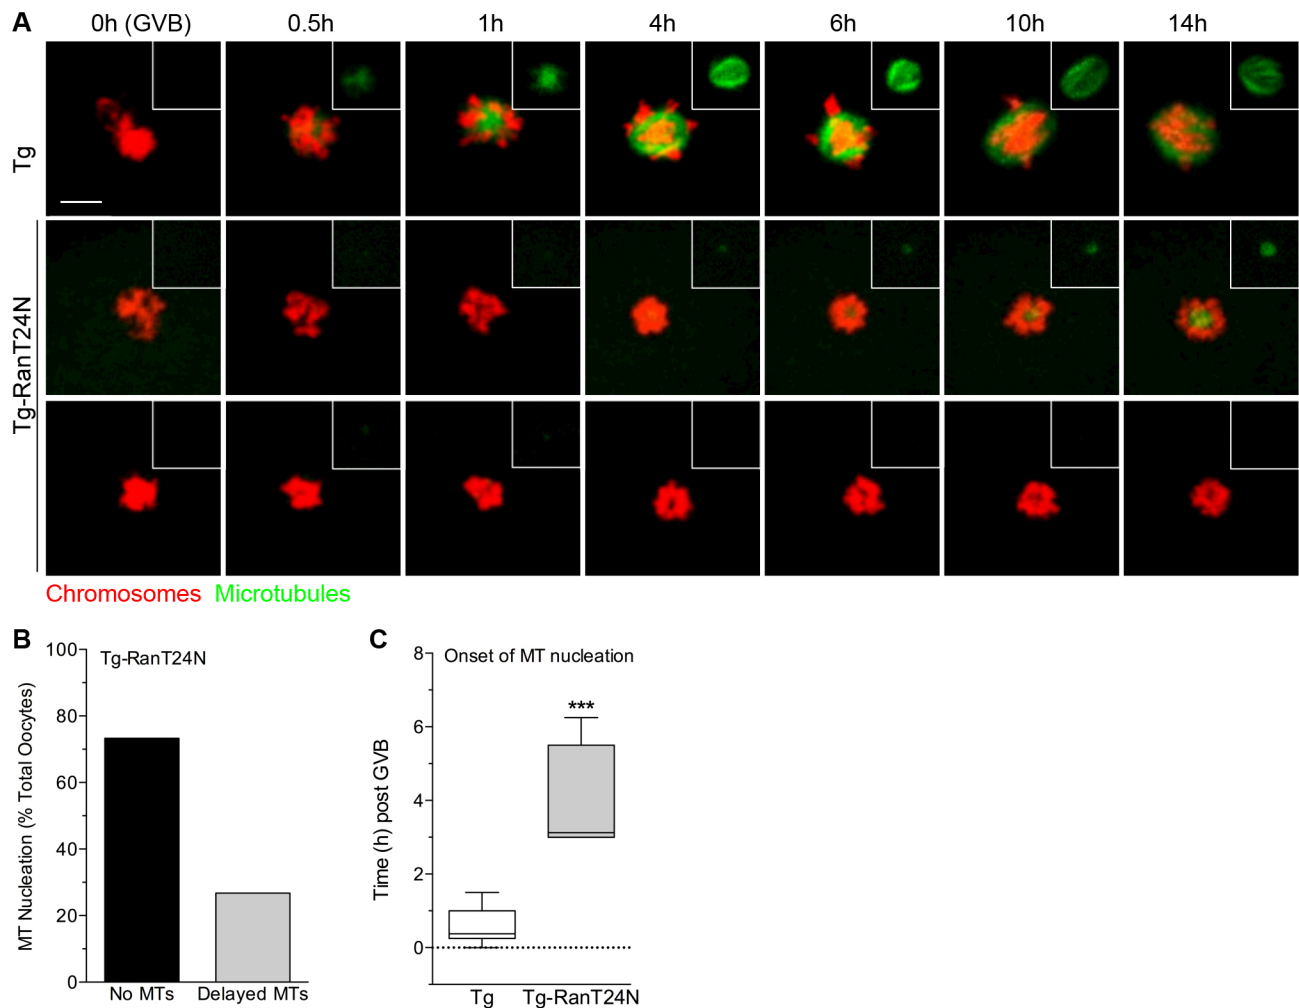 A
0h (GVB) 0.5h 1h 4h 6h 10h 14h
Tg
Tg-RanT24N
Chromosomes Microtubules
B
Tg-RanT24N
MT Nucleation (% Total Oocytes)
100
80
60
40
20
0
No MTs Delayed MTs
C
Onset of MT nucleation
***
Time (h) post GVB
8
6
4
2
0
Tg Tg-RanT24N